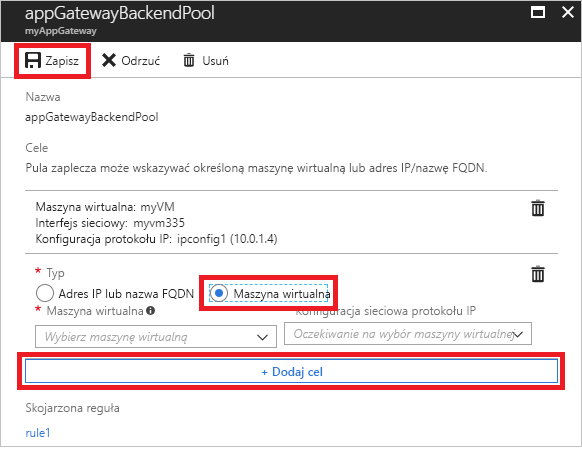 appGatewayBackendPool
myAppGateway
Zapisz Odrzuć Usuń
Nazwa
appGatewayBackendPool
Cele
Pula zaplecza może wskazywać określoną maszynę wirtualną lub adres IP/nazwę FQDN.
Maszyna wirtualna: myVM
Interfejs sieciowy: myvm335
Konfiguracja protokołu IP: ipconfig1 (10.0.1.4)
* Typ
Adres IP lub nazwa FQDN Maszyna wirtualna
* Maszyna wirtualna Konfiguracja sieciowa protokołu IP
Wybierz maszynę wirtualną Oczekiwanie na wybór maszyny wirtualnej
+ Dodaj cel
Skojarzona reguła
rule1